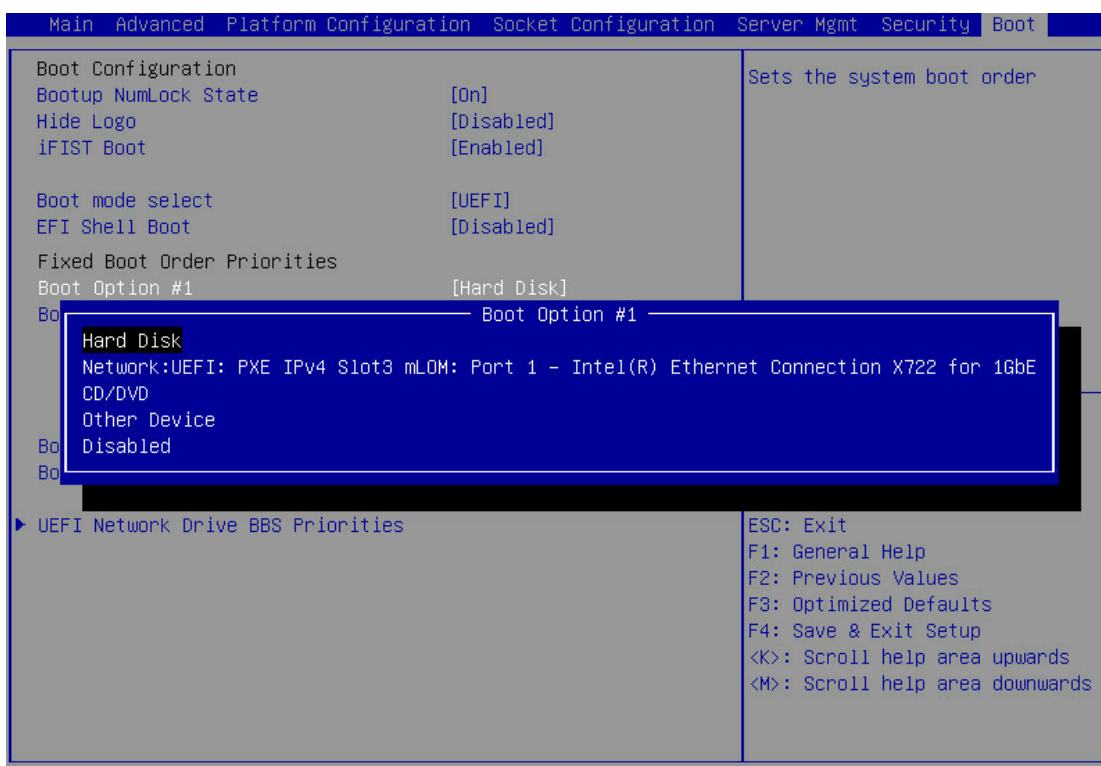 Main Advanced Platform Configuration Socket Configuration Server Mgmt Security Boot
Boot Configuration
Bootup NumLock State [On]
Hide Logo [Disabled]
iFIST Boot [Enabled]
Boot mode select [UEFI]
EFI Shell Boot [Disabled]
Fixed Boot Order Priorities
Boot Option #1 [Hard Disk]
Bo
Boot Option #1
Hard Disk
Network:UEFI: PXE IPv4 Slot3 mLOM: Port 1 – Intel(R) Ethernet Connection X722 for 1GbE
CD/DVD
Other Device
Disabled
Bo
Bo
UEFI Network Drive BBS Priorities
Sets the system boot order
ESC: Exit
F1: General Help
F2: Previous Values
F3: Optimized Defaults
F4: Save & Exit Setup
<K>: Scroll help area upwards
<M>: Scroll help area downwards